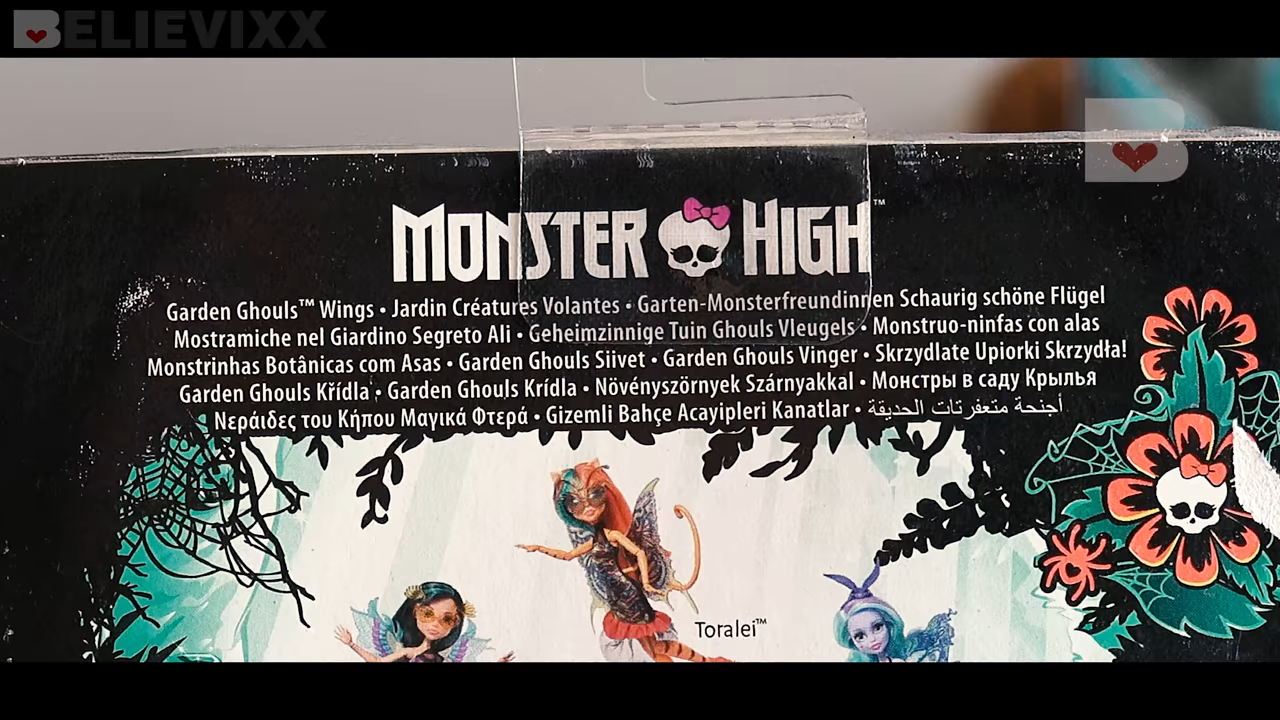 BELIEVIXX
B
MONSTER HIGH™
Garden Ghouls™ Wings • Jardin Créatures Volantes • Garten-Monsterfreundinnen Schaurig schöne Flügel
Mostramiche nel Giardino Segreto Ali • Geheimzinnige Tuin Ghouls Vleugels • Monstruo-ninfas con alas
Monstrinhas Botânicas com Asas • Garden Ghouls Siivet • Garden Ghouls Vinger • Skrzydlate Upiorki Skrzydła!
Garden Ghouls Křídla • Garden Ghouls Krídla • Növényszörnyek Szárnyakkal • Монстры в саду Крылья
Νεράιδες του Κήπου Μαγικά Φτερά • Gizemli Bahçe Acayipleri Kanatlar • أجنحة متعفرتات الحديقة
Toralei™